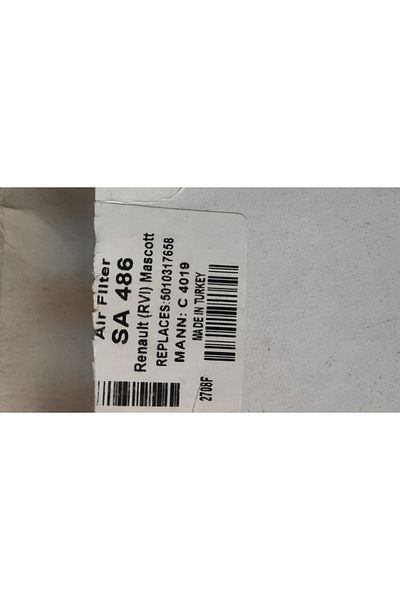 Air Filter
SA 486
Renault (RVI) Mascott
REPLACES:5010317658
MANN: C 4019
MADE IN TURKEY
2708F